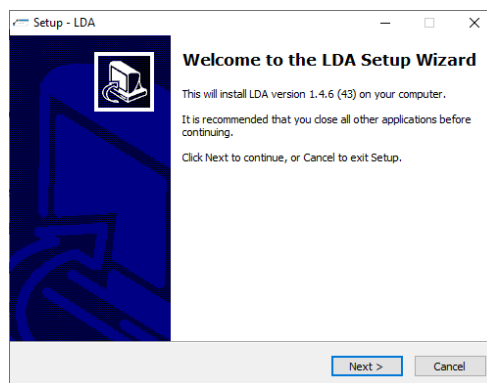 Setup - LDA
Welcome to the LDA Setup Wizard
This will install LDA version 1.4.6 (43) on your computer.
It is recommended that you close all other applications before
continuing.
Click Next to continue, or Cancel to exit Setup.
Next >
Cancel